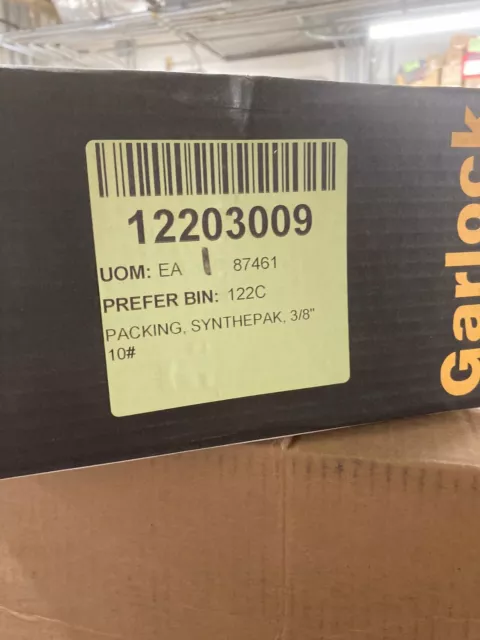 12203009
UOM: EA 87461
PREFER BIN: 122C
PACKING, SYNTHEPAK, 3/8"
10#
Garlock